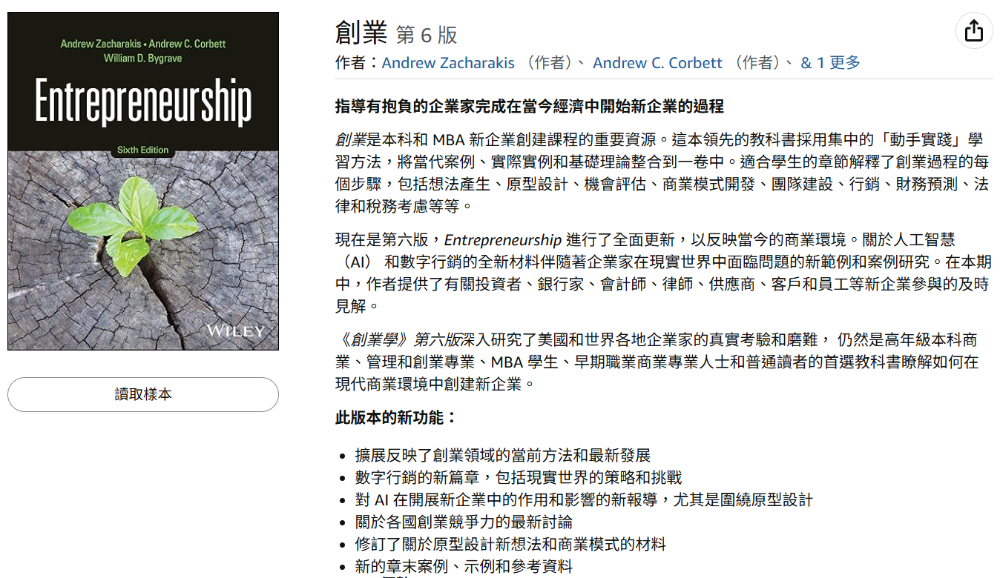 Andrew Zacharakis • Andrew C. Corbett
William D. Bygrave
Entrepreneurship
Sixth Edition
WILEY
讀取樣本
創業 第 6 版
作者：Andrew Zacharakis （作者）、 Andrew C. Corbett （作者）、 & 1 更多
指導有抱負的企業家完成在當今經濟中開始新企業的過程
創業是本科和 MBA 新企業創建課程的重要資源。這本領先的教科書採用集中的「動手實踐」學
習方法，將當代案例、實際實例和基礎理論整合到一卷中。適合學生的章節解釋了創業過程的每
個步驟，包括想法產生、原型設計、機會評估、商業模式開發、團隊建設、行銷、財務預測、法
律和稅務考慮等等。
現在是第六版，Entrepreneurship 進行了全面更新，以反映當今的商業環境。關於人工智慧
（AI） 和數字行銷的全新材料伴隨著企業家在現實世界中面臨問題的新範例和案例研究。在本期
中，作者提供了有關投資者、銀行家、會計師、律師、供應商、客戶和員工等新企業參與的及時
見解。
《創業學》第六版深入研究了美國和世界各地企業家的真實考驗和磨難， 仍然是高年級本科商
業、管理和創業專業、MBA 學生、早期職業商業專業人士和普通讀者的首選教科書瞭解如何在
現代商業環境中創建新企業。
此版本的新功能：
• 擴展反映了創業領域的當前方法和最新發展
• 數字行銷的新篇章，包括現實世界的策略和挑戰
• 對 AI 在開展新企業中的作用和影響的新報導，尤其是圍繞原型設計
• 關於各國創業競爭力的最新討論
• 修訂了關於原型設計新想法和商業模式的材料
• 新的章末案例、示例和參考資料